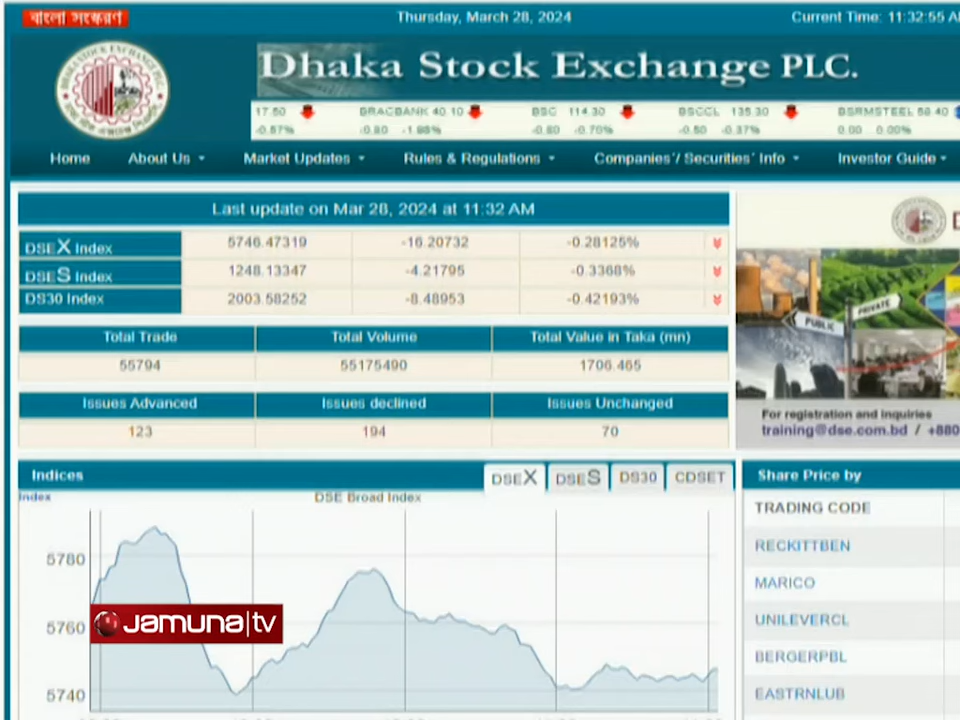 বাংলা সংস্করণ
Thursday, March 28, 2024
Current Time: 11:32:55 AM
Dhaka Stock Exchange PLC.
17.50 BRACBANK 40.10 BSC 114.30 BSCCL 135.30 BSRMSTEEL 58.40
-0.57% -0.80 -1.96% -0.80 -0.70% -0.50 -0.37% 0.00 0.00%
Home About Us Market Updates Rules & Regulations Companies'/ Securities' Info Investor Guide
Last update on Mar 28, 2024 at 11:32 AM
DSEX Index 5746.47319 -16.20732 -0.28125%
DSES Index 1248.13347 -4.21795 -0.3368%
DS30 Index 2003.58252 -8.48953 -0.42193%
Total Trade Total Volume Total Value in Taka (mn)
55794 55175490 1706.465
Issues Advanced Issues declined Issues Unchanged
123 194 70
PUBLIC PRIVATE
For registration and inquiries
training@dse.com.bd / +880
Indices DSEX DSES DS30 CDSET
Index DSE Broad Index
5780
5760
5740
Jamuna|tv
Share Price by
TRADING CODE
RECKITTBEN
MARICO
UNILEVERCL
BERGERPBL
EASTRNLUB